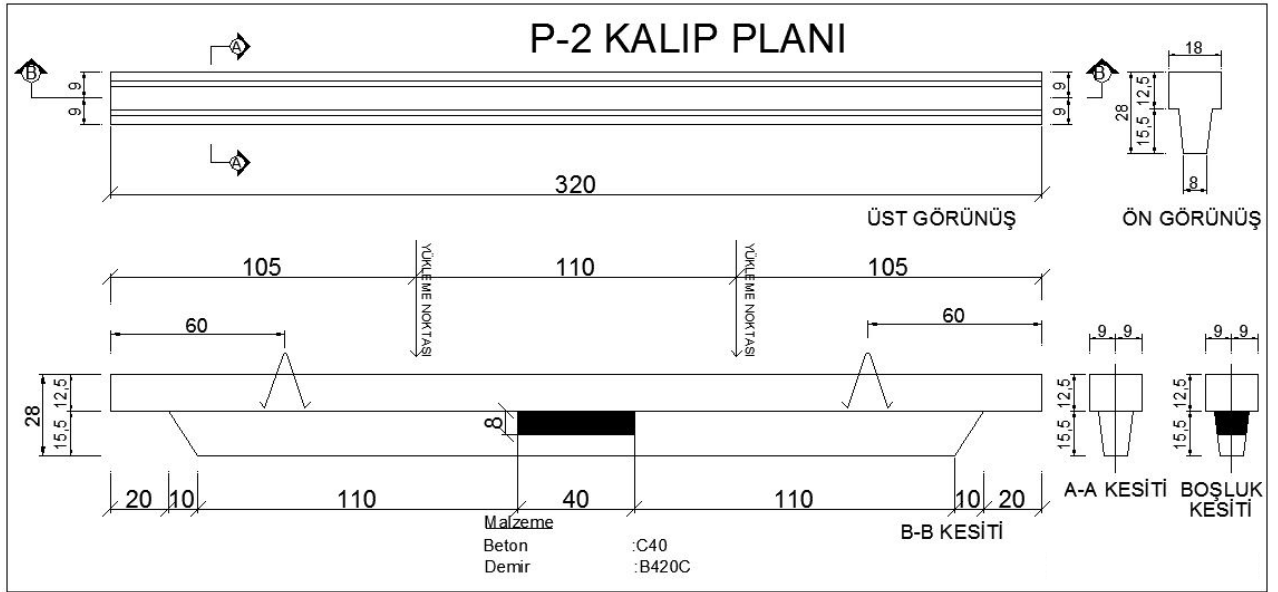 P-2 KALIP PLANI
A
B
B
9
9
9
9
A
320
ÜST GÖRÜNÜŞ
18
28
12,5
15,5
8
ÖN GÖRÜNÜŞ
105
YÜKLEME NOKTASI
110
YÜKLEME NOKTASI
105
60
60
28
12,5
15,5
8
20
10
110
40
110
10
20
B-B KESİTİ
9 9
12,5
15,5
A-A KESİTİ
9 9
12,5
15,5
BOŞLUK
KESİTİ
Malzeme
Beton :C40
Demir :B420C